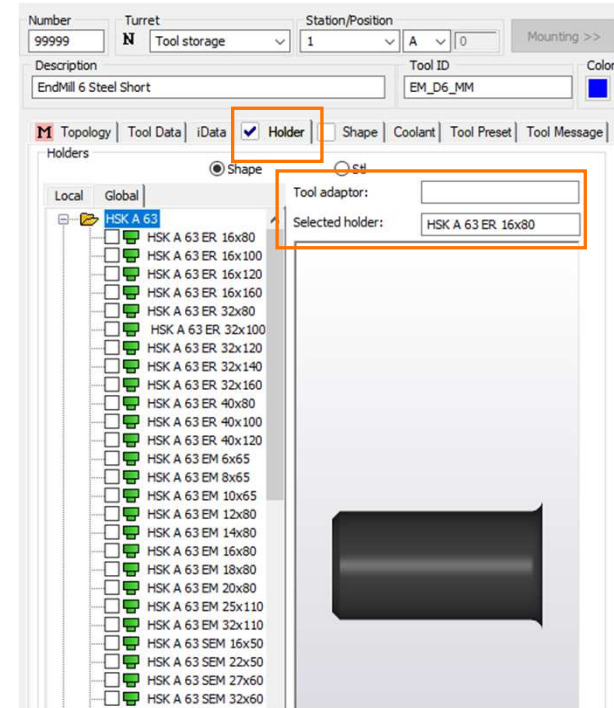 Number Turret Station/Position
99999 N Tool storage 1 A 0 Mounting >>
Description Tool ID Color
EndMill 6 Steel Short EM_D6_MM
M Topology Tool Data iData Holder Shape Coolant Tool Preset Tool Message
Holders
Shape Stl
Local Global
Tool adaptor:
Selected holder: HSK A 63 ER 16x80
HSK A 63
HSK A 63 ER 16x80
HSK A 63 ER 16x100
HSK A 63 ER 16x120
HSK A 63 ER 16x160
HSK A 63 ER 32x80
HSK A 63 ER 32x100
HSK A 63 ER 32x120
HSK A 63 ER 32x140
HSK A 63 ER 32x160
HSK A 63 ER 40x80
HSK A 63 ER 40x100
HSK A 63 ER 40x120
HSK A 63 EM 6x65
HSK A 63 EM 8x65
HSK A 63 EM 10x65
HSK A 63 EM 12x80
HSK A 63 EM 14x80
HSK A 63 EM 16x80
HSK A 63 EM 18x80
HSK A 63 EM 20x80
HSK A 63 EM 25x110
HSK A 63 EM 32x110
HSK A 63 SEM 16x50
HSK A 63 SEM 22x50
HSK A 63 SEM 27x60
HSK A 63 SEM 32x60